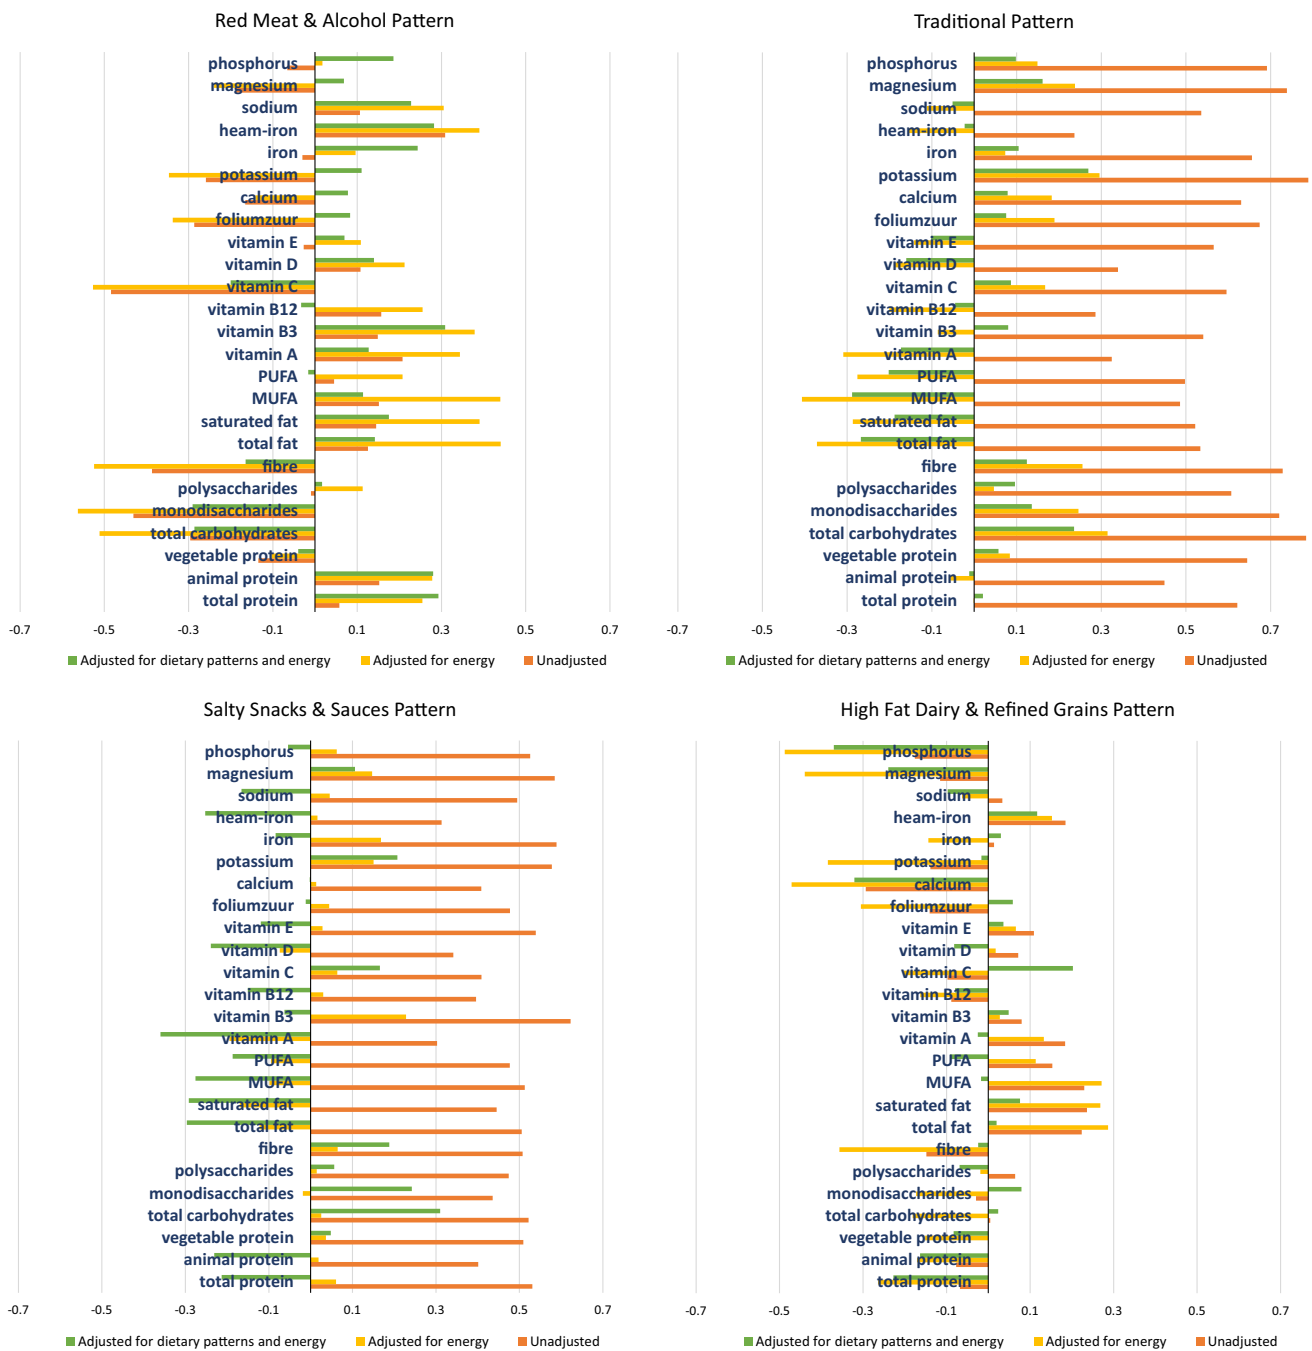 Red Meat & Alcohol Pattern
phosphorus
magnesium
sodium
heam-iron
iron
potassium
calcium
foliumzuur
vitamin E
vitamin D
vitamin C
vitamin B12
vitamin B3
vitamin A
PUFA
MUFA
saturated fat
total fat
fibre
polysaccharides
monodisaccharides
total carbohydrates
vegetable protein
animal protein
total protein
-0.7 -0.5 -0.3 -0.1 0.1 0.3 0.5 0.7
Adjusted for dietary patterns and energy Adjusted for energy Unadjusted
Traditional Pattern
phosphorus
magnesium
sodium
heam-iron
iron
potassium
calcium
foliumzuur
vitamin E
vitamin D
vitamin C
vitamin B12
vitamin B3
vitamin A
PUFA
MUFA
saturated fat
total fat
fibre
polysaccharides
monodisaccharides
total carbohydrates
vegetable protein
animal protein
total protein
-0.7 -0.5 -0.3 -0.1 0.1 0.3 0.5 0.7
Adjusted for dietary patterns and energy Adjusted for energy Unadjusted
Salty Snacks & Sauces Pattern
phosphorus
magnesium
sodium
heam-iron
iron
potassium
calcium
foliumzuur
vitamin E
vitamin D
vitamin C
vitamin B12
vitamin B3
vitamin A
PUFA
MUFA
saturated fat
total fat
fibre
polysaccharides
monodisaccharides
total carbohydrates
vegetable protein
animal protein
total protein
-0.7 -0.5 -0.3 -0.1 0.1 0.3 0.5 0.7
Adjusted for dietary patterns and energy Adjusted for energy Unadjusted
High Fat Dairy & Refined Grains Pattern
phosphorus
magnesium
sodium
heam-iron
iron
potassium
calcium
foliumzuur
vitamin E
vitamin D
vitamin C
vitamin B12
vitamin B3
vitamin A
PUFA
MUFA
saturated fat
total fat
fibre
polysaccharides
monodisaccharides
total carbohydrates
vegetable protein
animal protein
total protein
-0.7 -0.5 -0.3 -0.1 0.1 0.3 0.5 0.7
Adjusted for dietary patterns and energy Adjusted for energy Unadjusted